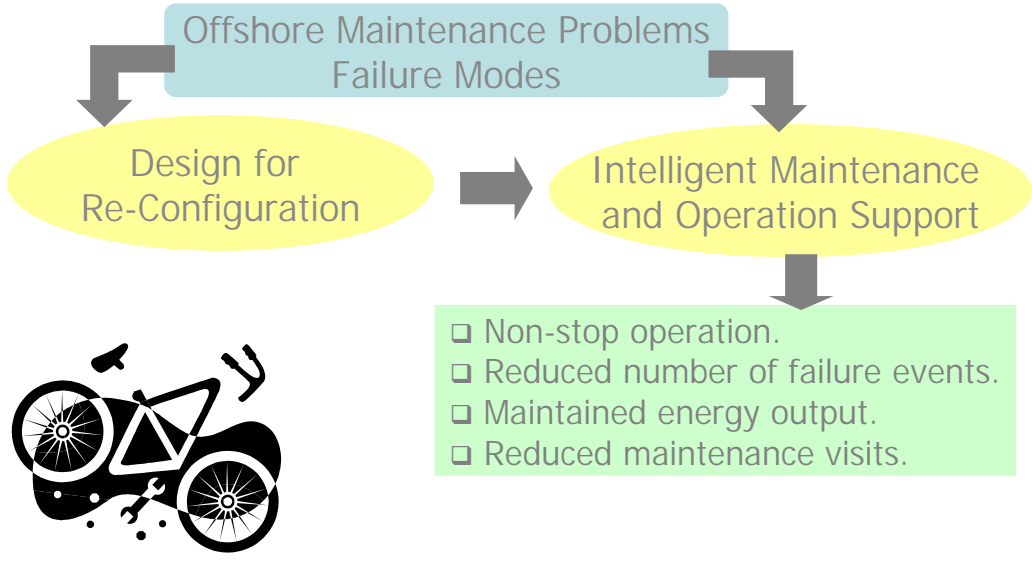 Offshore Maintenance Problems
Failure Modes
Design for
Re-Configuration
Intelligent Maintenance
and Operation Support
❑ Non-stop operation.
❑ Reduced number of failure events.
❑ Maintained energy output.
❑ Reduced maintenance visits.